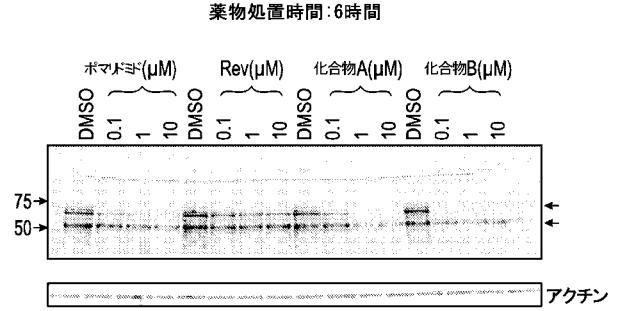 薬物処置時間:6時間
ポマリドミド(μM) Rev(μM) 化合物A(μM) 化合物B(μM)
DMSO 0.1 1 10 DMSO 0.1 1 10 DMSO 0.1 1 10 DMSO 0.1 1 10
75
50
アクチン